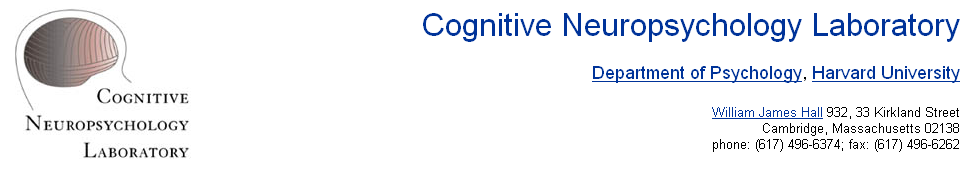 COGNITIVE
NEUROPSYCHOLOGY
LABORATORY
Cognitive Neuropsychology Laboratory
Department of Psychology, Harvard University
William James Hall 932, 33 Kirkland Street
Cambridge, Massachusetts 02138
phone: (617) 496-6374; fax: (617) 496-6262